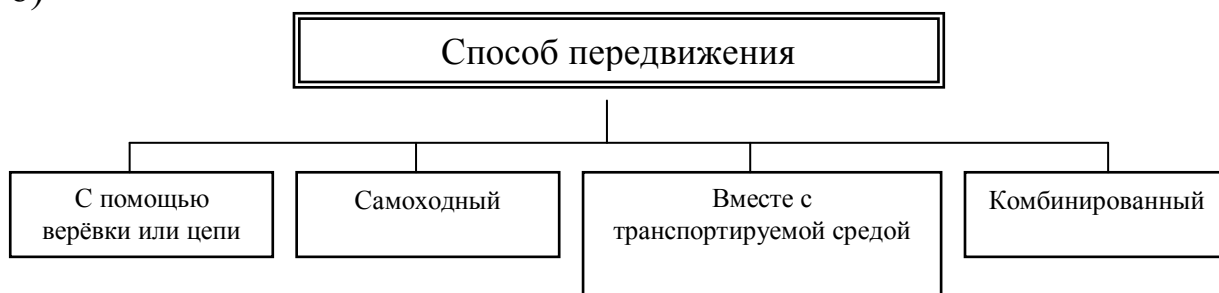 Способ передвижения
С помощью
верёвки или цепи
Самоходный
Вместе с
транспортируемой средой
Комбинированный